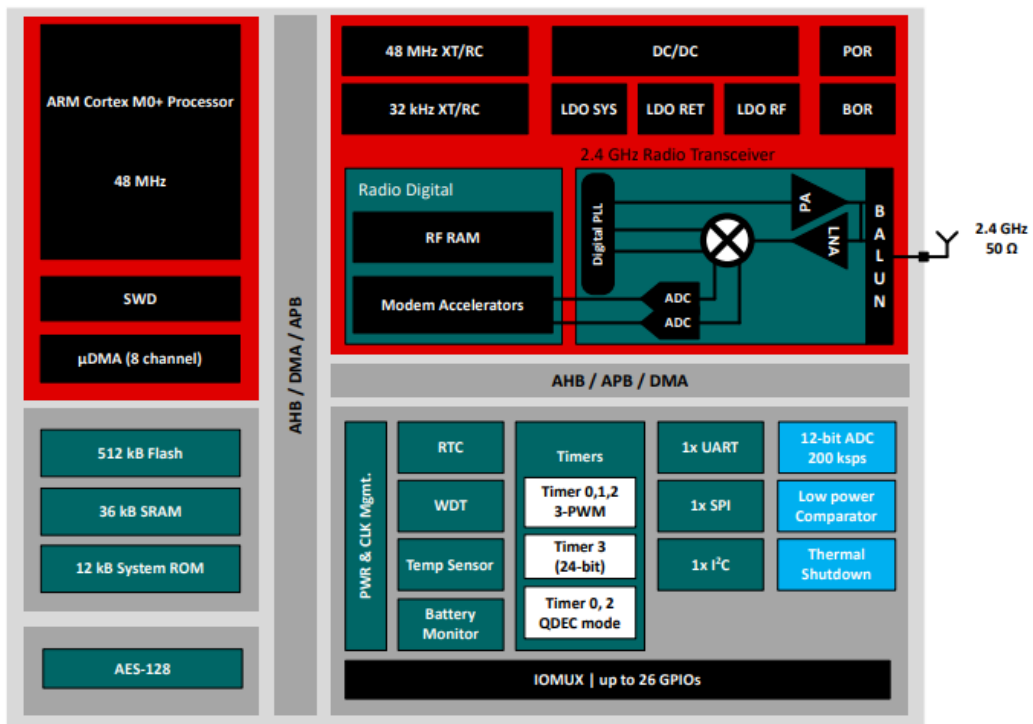 ARM Cortex M0+ Processor
48 MHz
SWD
µDMA (8 channel)
512 kB Flash
36 kB SRAM
12 kB System ROM
AES-128
AHB / DMA / APB
48 MHz XT/RC
DC/DC
POR
32 kHz XT/RC
LDO SYS
LDO RET
LDO RF
BOR
2.4 GHz Radio Transceiver
Radio Digital
RF RAM
Modem Accelerators
Digital PLL
PA
LNA
ADC
ADC
BALUN
2.4 GHz
50 Ω
AHB / APB / DMA
PWR & CLK Mgmt.
RTC
WDT
Temp Sensor
Battery
Monitor
Timers
Timer 0,1,2
3-PWM
Timer 3
(24-bit)
Timer 0, 2
QDEC mode
1x UART
1x SPI
1x I²C
12-bit ADC
200 ksps
Low power
Comparator
Thermal
Shutdown
IOMUX | up to 26 GPIOs